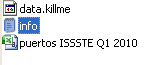 data.killme
info
puertos ISSSTE Q1 2010